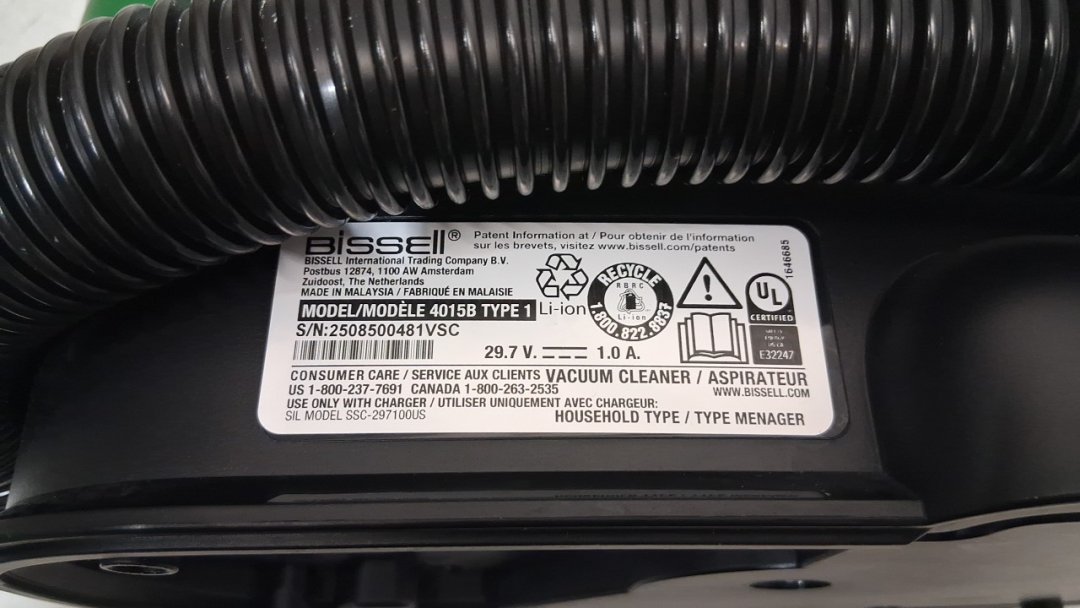 BISSELL®
Patent Information at / Pour obtenir de l'information
sur les brevets, visitez www.bissell.com/patents
BISSELL International Trading Company B.V.
Postbus 12874, 1100 AW Amsterdam
Zuidoost, The Netherlands
MADE IN MALAYSIA / FABRIQUÉ EN MALAISIE
MODEL/MODÈLE 4015B TYPE 1
S/N:2508500481VSC
Li-ion
RECYCLE
RBRC
Li-ion
1.800.822.8837
UL
CERTIFIED
E32247
1646685
29.7 V. 1.0 A.
CONSUMER CARE / SERVICE AUX CLIENTS
US 1-800-237-7691 CANADA 1-800-263-2535
VACUUM CLEANER / ASPIRATEUR
WWW.BISSELL.COM
USE ONLY WITH CHARGER / UTILISER UNIQUEMENT AVEC CHARGEUR:
SIL MODEL SSC-297100US
HOUSEHOLD TYPE / TYPE MENAGER